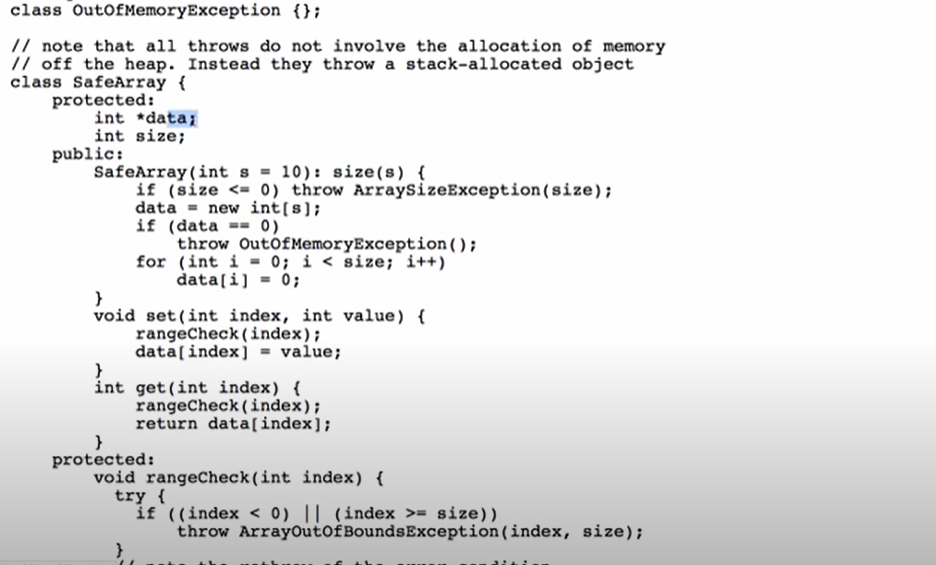 class OutOfMemoryException {};
// note that all throws do not involve the allocation of memory
// off the heap. Instead they throw a stack-allocated object
class SafeArray {
protected:
int *data;
int size;
public:
SafeArray(int s = 10): size(s) {
if (size <= 0) throw ArraySizeException(size);
data = new int[s];
if (data == 0)
throw OutOfMemoryException();
for (int i = 0; i < size; i++)
data[i] = 0;
}
void set(int index, int value) {
rangeCheck(index);
data[index] = value;
}
int get(int index) {
rangeCheck(index);
return data[index];
}
protected:
void rangeCheck(int index) {
try {
if ((index < 0) || (index >= size))
throw ArrayOutOfBoundsException(index, size);
}